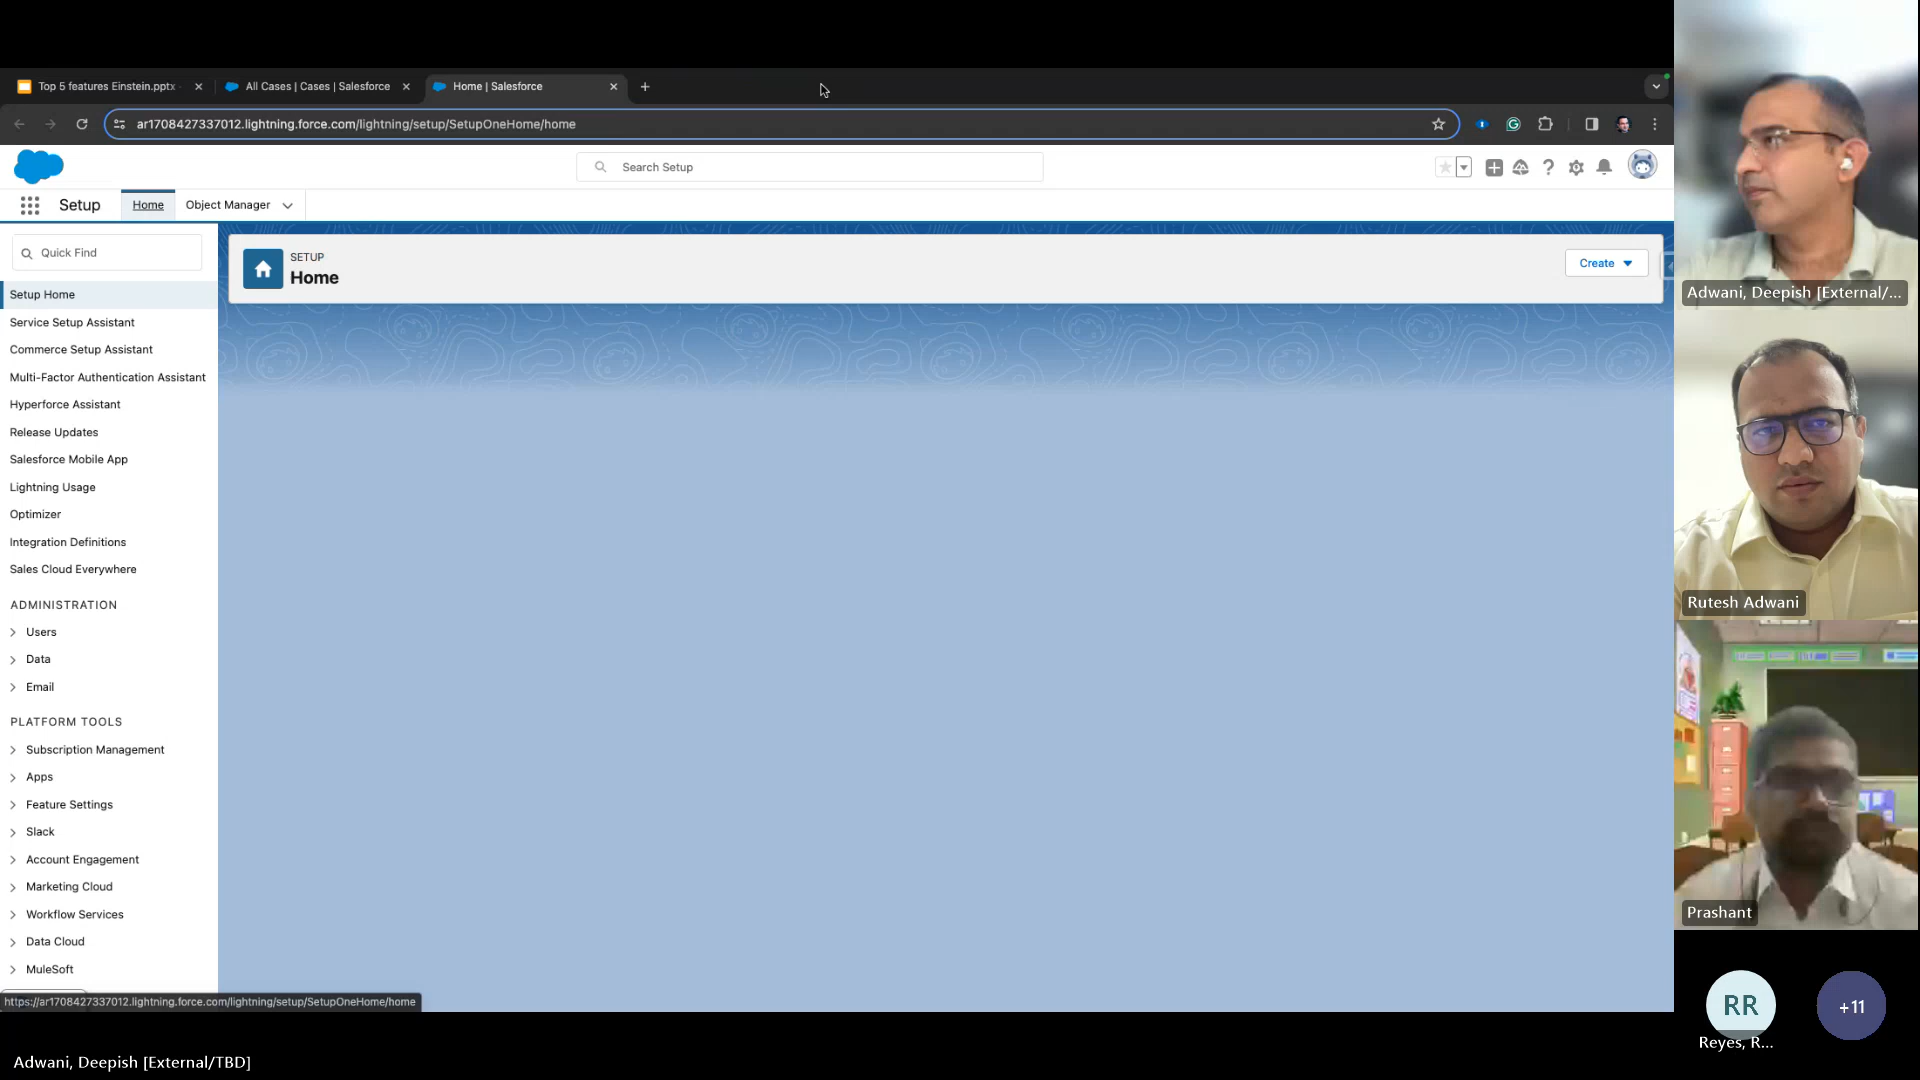 Top 5 features Einstein.pptx
All Cases | Cases | Salesforce
Home | Salesforce
ar1708427337012.lightning.force.com/lightning/setup/SetupOneHome/home
Search Setup
Setup
Home
Object Manager
Quick Find
SETUP
Home
Create
Setup Home
Service Setup Assistant
Commerce Setup Assistant
Multi-Factor Authentication Assistant
Hyperforce Assistant
Release Updates
Salesforce Mobile App
Lightning Usage
Optimizer
Integration Definitions
Sales Cloud Everywhere
ADMINISTRATION
Users
Data
Email
PLATFORM TOOLS
Subscription Management
Apps
Feature Settings
Slack
Account Engagement
Marketing Cloud
Workflow Services
Data Cloud
MuleSoft
https://ar1708427337012.lightning.force.com/lightning/setup/SetupOneHome/home
Adwani, Deepish [External/TBD]
Adwani, Deepish [External/...
Rutesh Adwani
Prashant
RR
Reyes, R...
+11